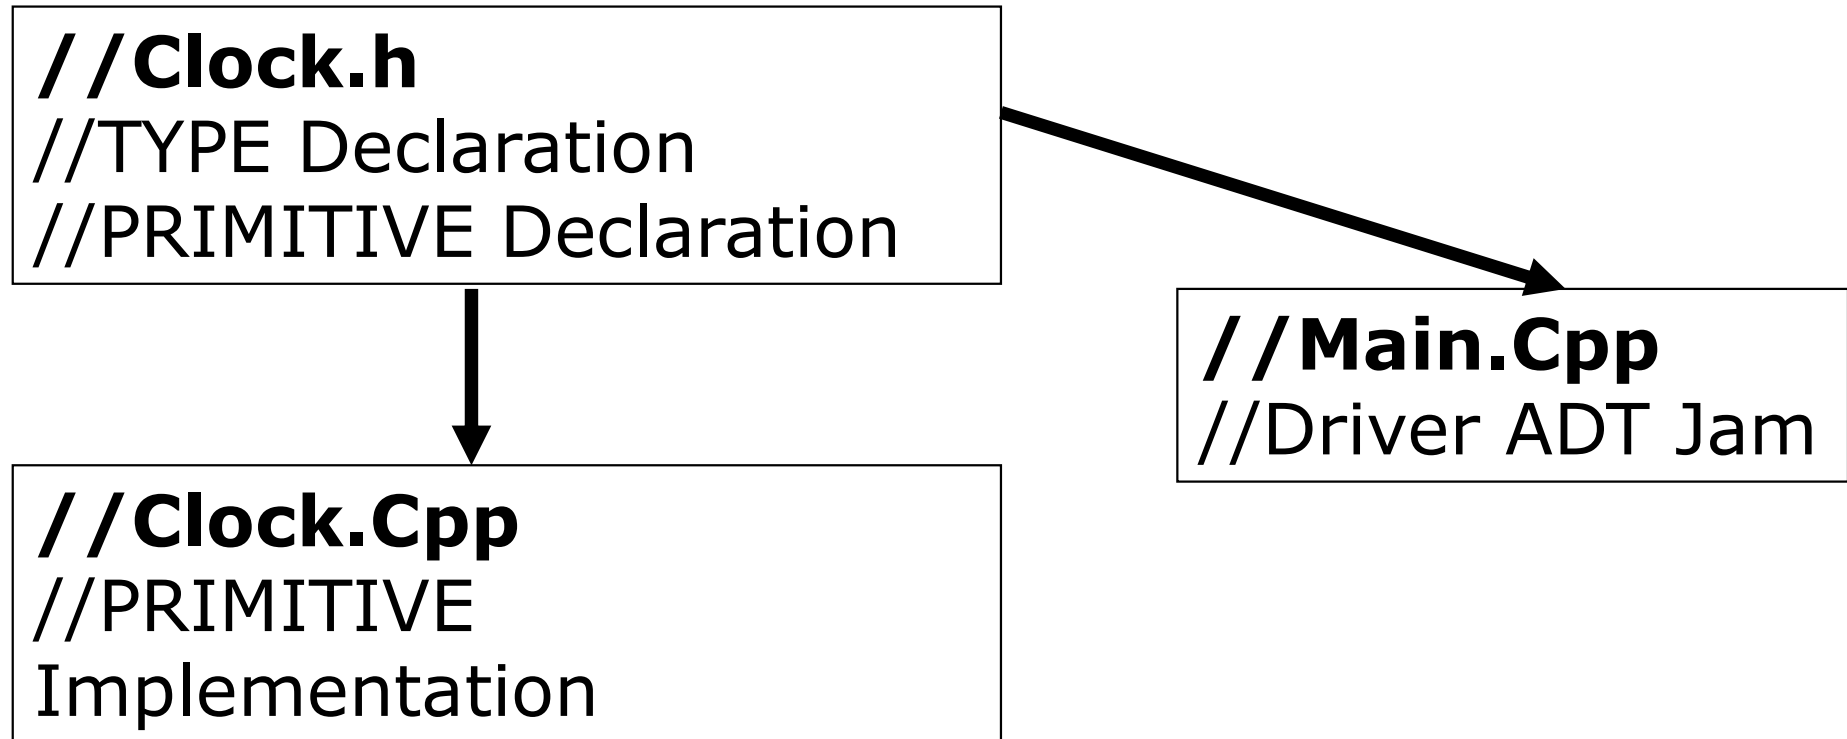 //Clock.h
//TYPE Declaration
//PRIMITIVE Declaration
//Main.Cpp
//Driver ADT Jam
//Clock.Cpp
//PRIMITIVE
Implementation